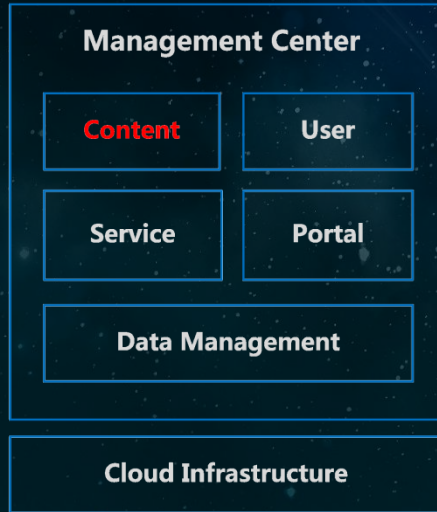 Management Center
Content
User
Service
Portal
Data Management
Cloud Infrastructure